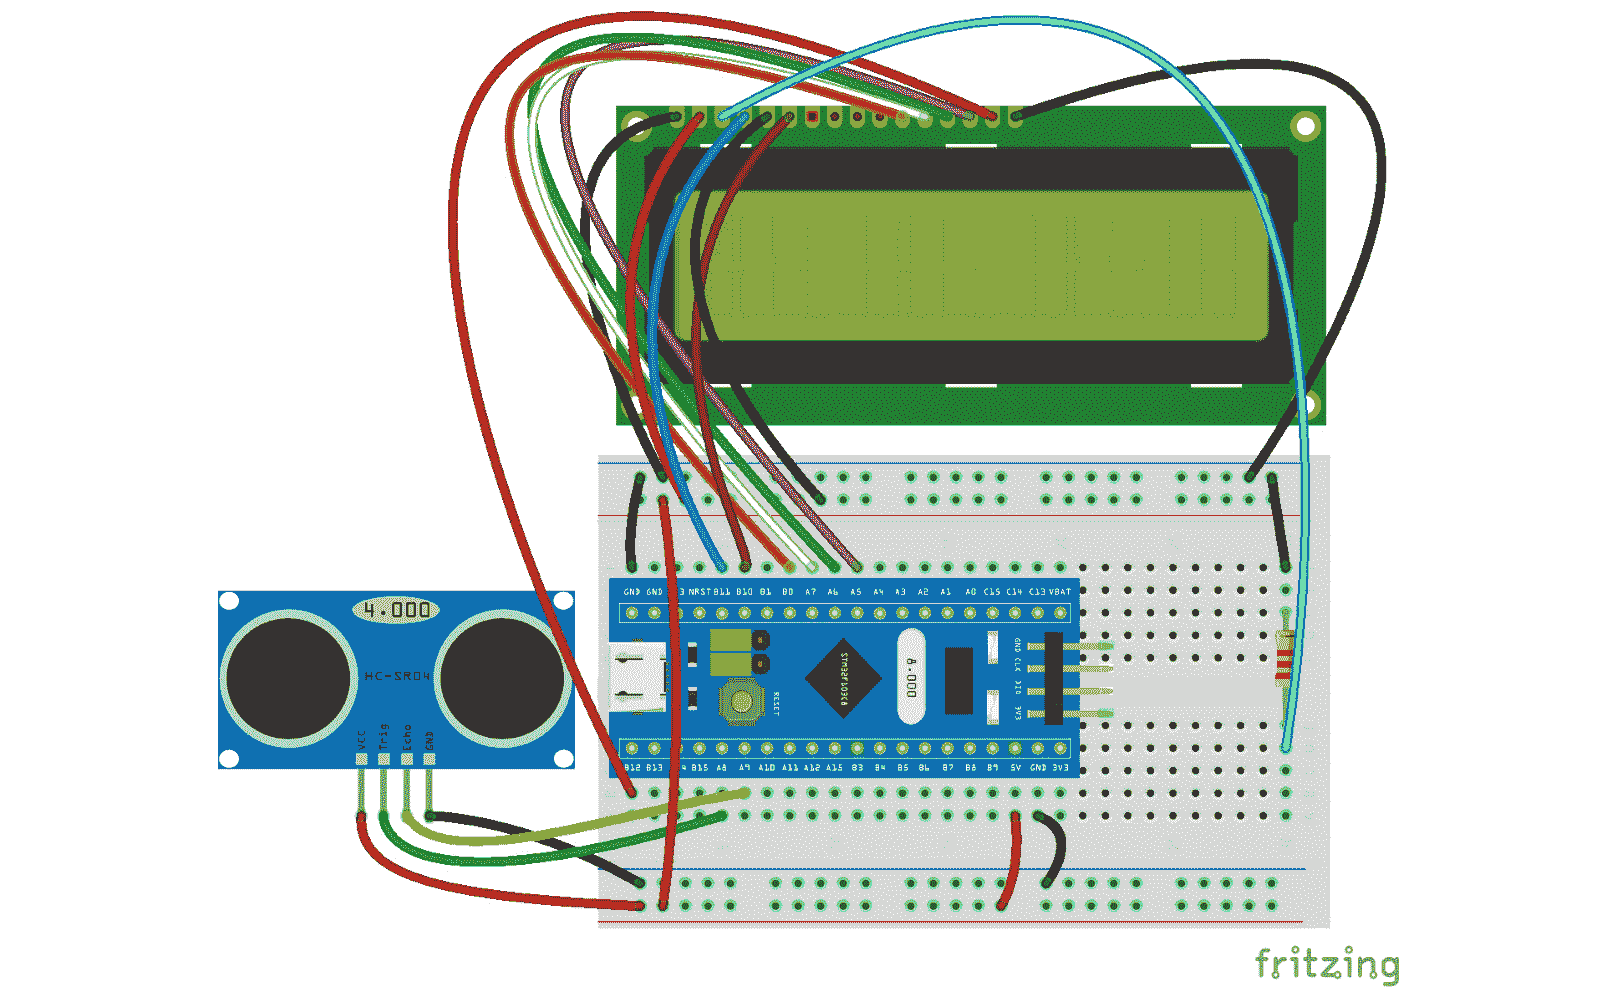 GND GND 3 NRST B11 B10 B1 B0 A7 A6 A5 A4 A3 A2 A1 A0 C15 C14 C13 VBAT
4.000
HC-SR04
VCC Trig Echo GND
RESET
STM32F103C8
8.000
GND CLK DIO 3V3
B12 B13 4 B15 A8 A9 A10 A11 A12 A15 B3 B4 B5 B6 B7 B8 B9 5V GND 3V3
fritzing